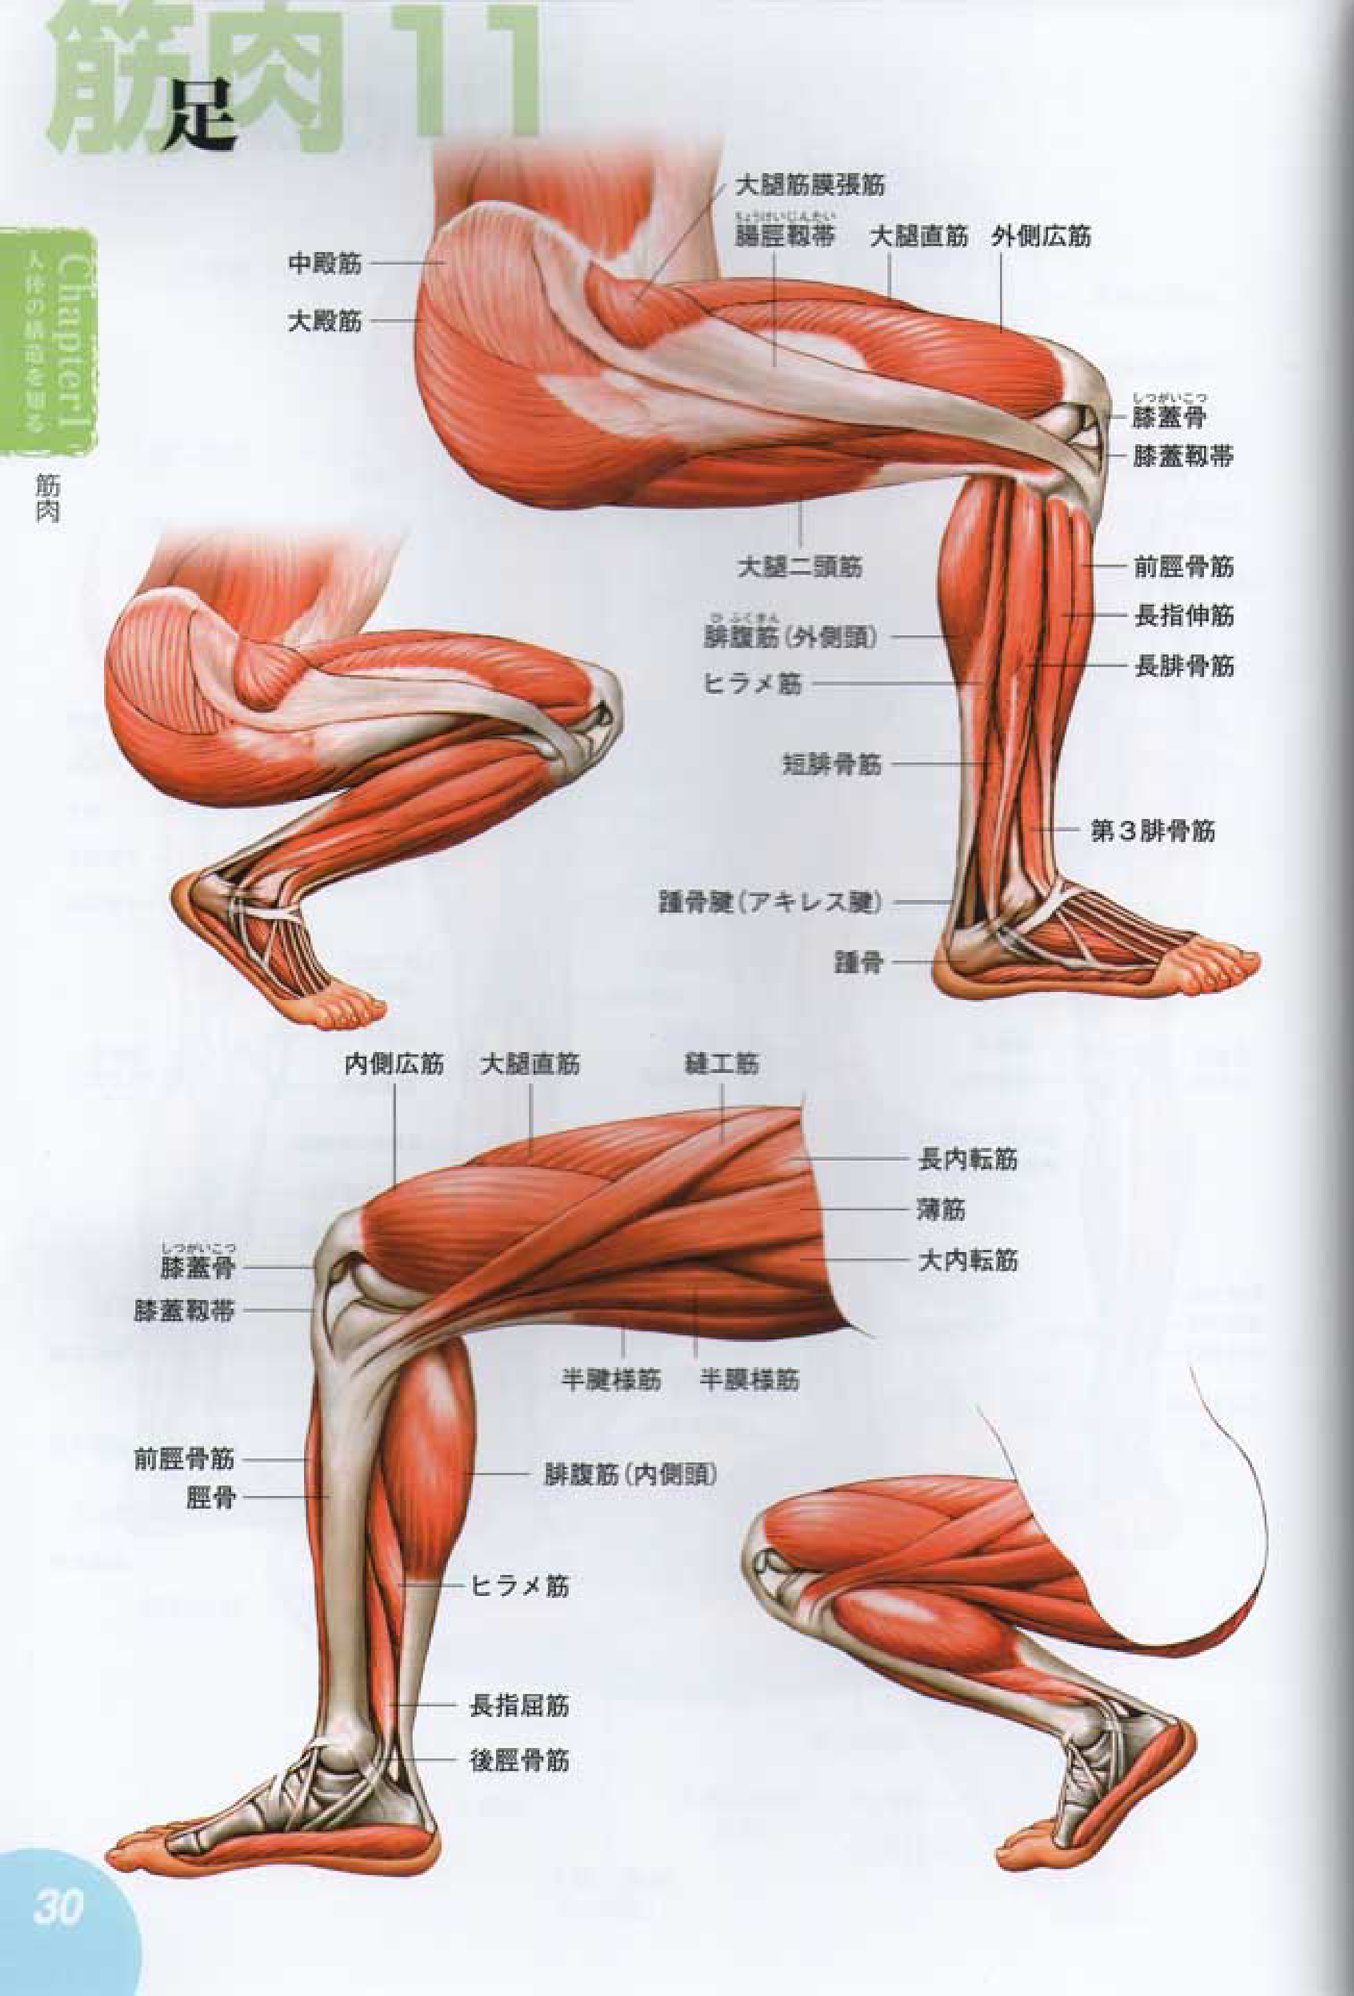 筋肉11
足
Chapter1
人体の構造を知る
筋肉
大腿筋膜張筋
ちょうけいじんたい
腸脛靱帯
大腿直筋
外側広筋
中殿筋
大殿筋
しつがいこつ
膝蓋骨
膝蓋靱帯
大腿二頭筋
前脛骨筋
長指伸筋
長腓骨筋
ひふくきん
腓腹筋(外側頭)
ヒラメ筋
短腓骨筋
第3腓骨筋
踵骨腱(アキレス腱)
踵骨
内側広筋
大腿直筋
縫工筋
長内転筋
薄筋
大内転筋
しつがいこつ
膝蓋骨
膝蓋靱帯
半腱様筋
半膜様筋
前脛骨筋
脛骨
腓腹筋(内側頭)
ヒラメ筋
長指屈筋
後脛骨筋
30